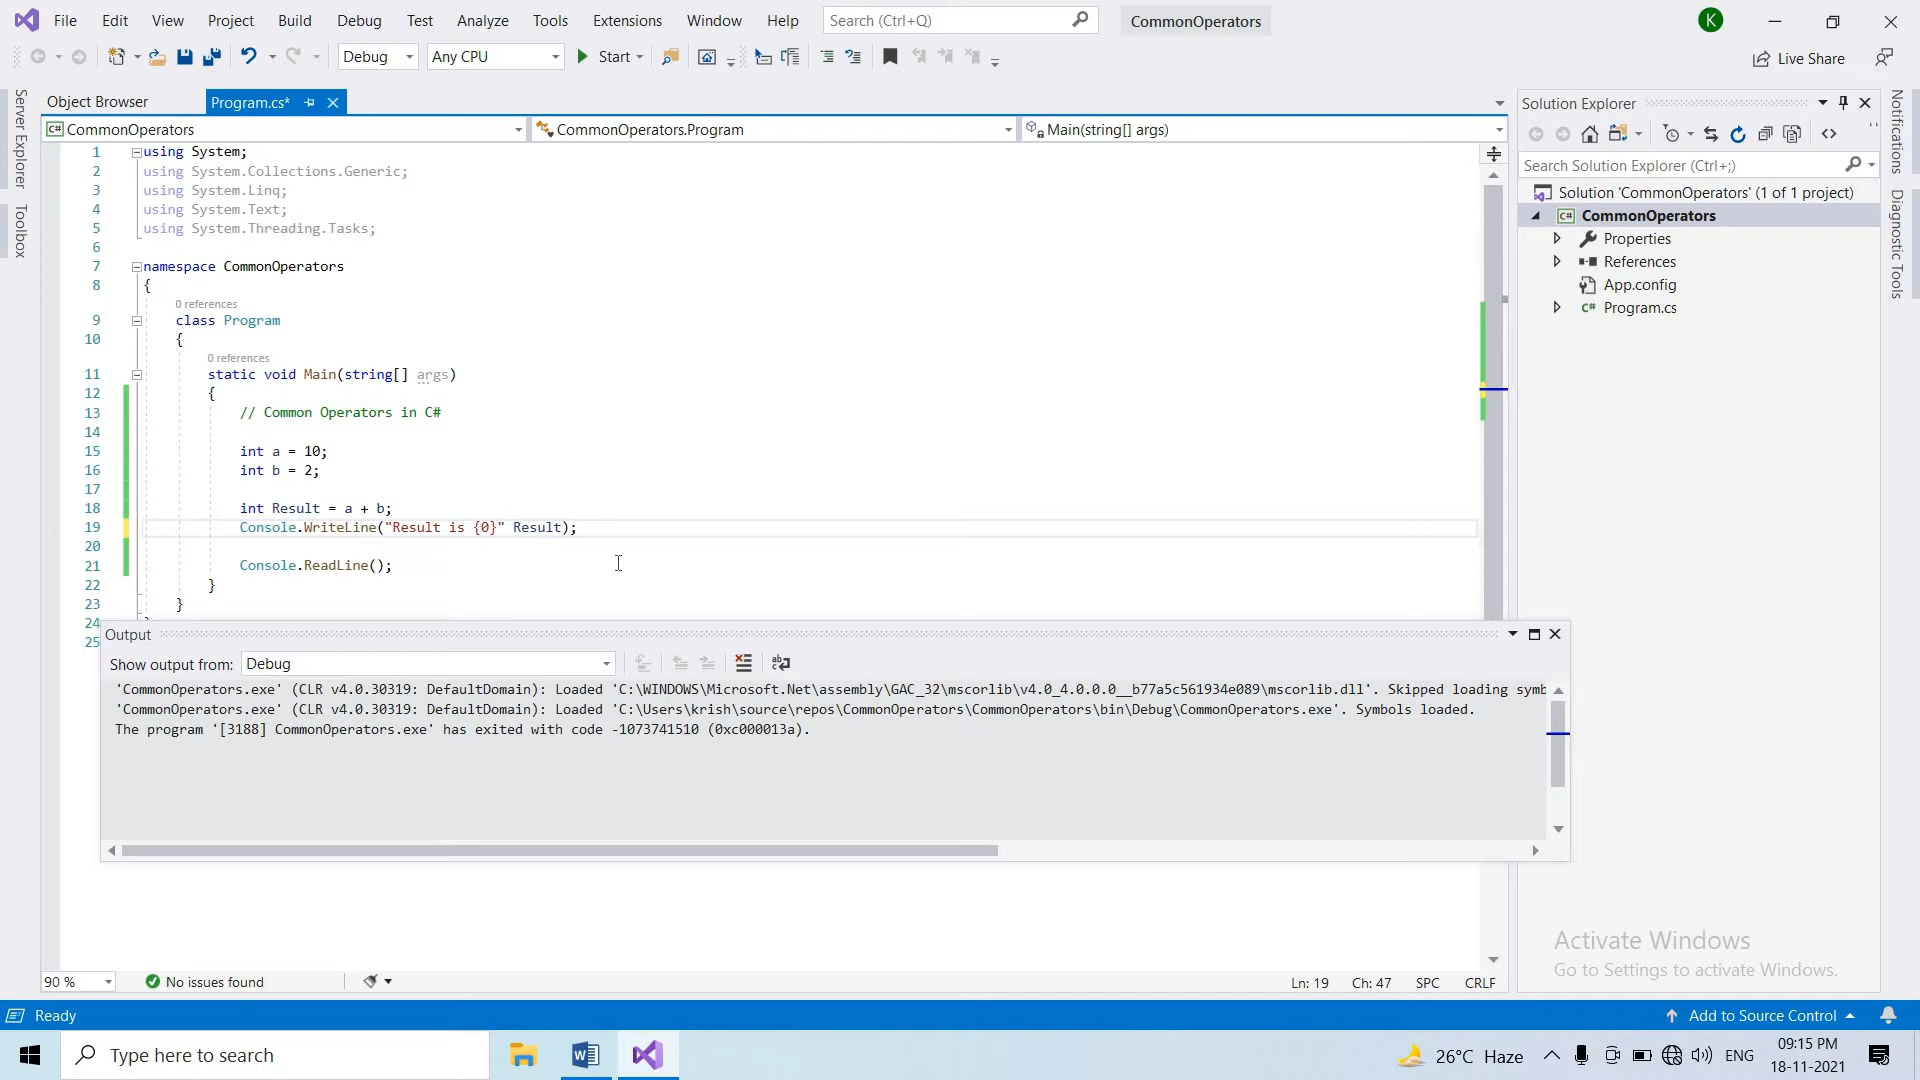 File Edit View Project Build Debug Test Analyze Tools Extensions Window Help Search (Ctrl+Q) CommonOperators K
Debug Any CPU Start Live Share
Server Explorer
Toolbox
Object Browser Program.cs*
C# CommonOperators CommonOperators.Program Main(string[] args)
1 using System;
2 using System.Collections.Generic;
3 using System.Linq;
4 using System.Text;
5 using System.Threading.Tasks;
6
7 namespace CommonOperators
8 {
0 references
9 class Program
10 {
0 references
11 static void Main(string[] args)
12 {
13 // Common Operators in C#
14
15 int a = 10;
16 int b = 2;
17
18 int Result = a + b;
19 Console.WriteLine("Result is {0}" Result);
20
21 Console.ReadLine();
22 }
23 }
24
25
Output
Show output from: Debug
'CommonOperators.exe' (CLR v4.0.30319: DefaultDomain): Loaded 'C:\WINDOWS\Microsoft.Net\assembly\GAC_32\mscorlib\v4.0_4.0.0.0__b77a5c561934e089\mscorlib.dll'. Skipped loading symb
'CommonOperators.exe' (CLR v4.0.30319: DefaultDomain): Loaded 'C:\Users\krish\source\repos\CommonOperators\CommonOperators\bin\Debug\CommonOperators.exe'. Symbols loaded.
The program '[3188] CommonOperators.exe' has exited with code -1073741510 (0xc000013a).
90 % No issues found Ln: 19 Ch: 47 SPC CRLF
Solution Explorer
Search Solution Explorer (Ctrl+;)
Solution 'CommonOperators' (1 of 1 project)
C# CommonOperators
Properties
References
App.config
C# Program.cs
Notifications
Diagnostic Tools
Activate Windows
Go to Settings to activate Windows.
Ready Add to Source Control
Type here to search 26°C Haze ENG 09:15 PM
18-11-2021